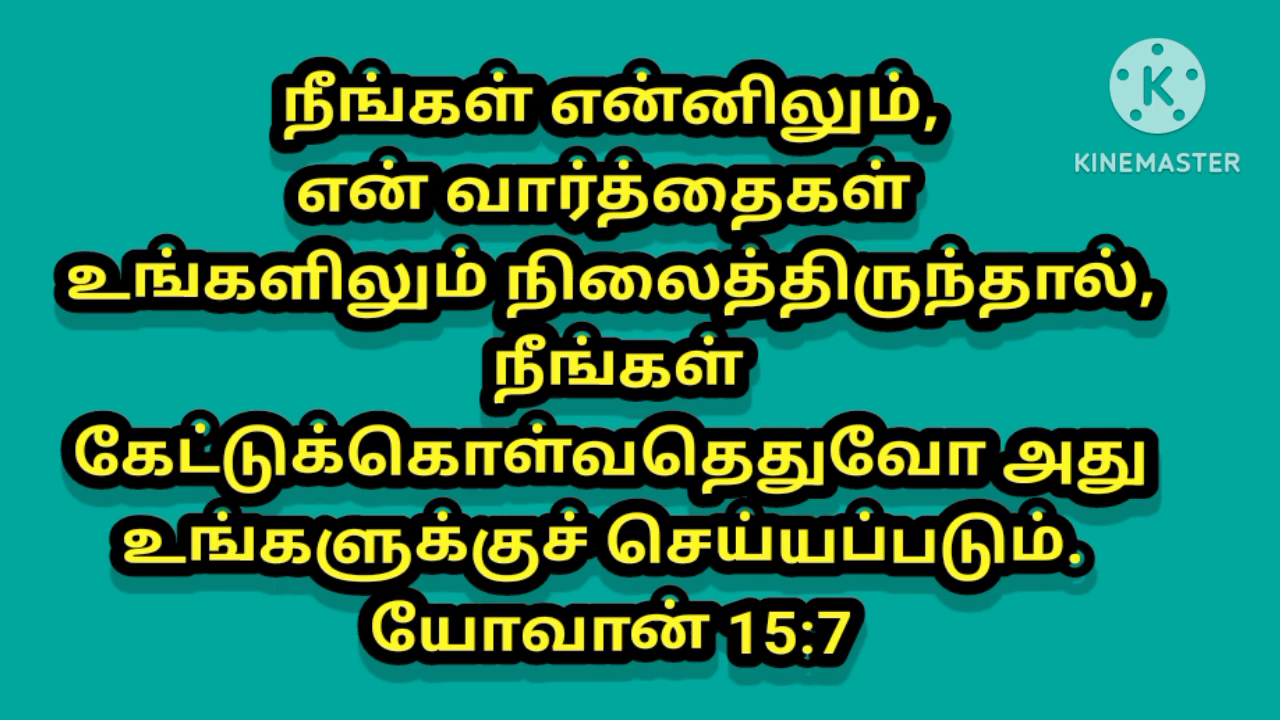 நீங்கள் என்னிலும்,
என் வார்த்தைகள்
உங்களிலும் நிலைத்திருந்தால்,
நீங்கள்
கேட்டுக்கொள்வதெதுவோ அது
உங்களுக்குச் செய்யப்படும்.
யோவான் 15:7
K
KINEMASTER